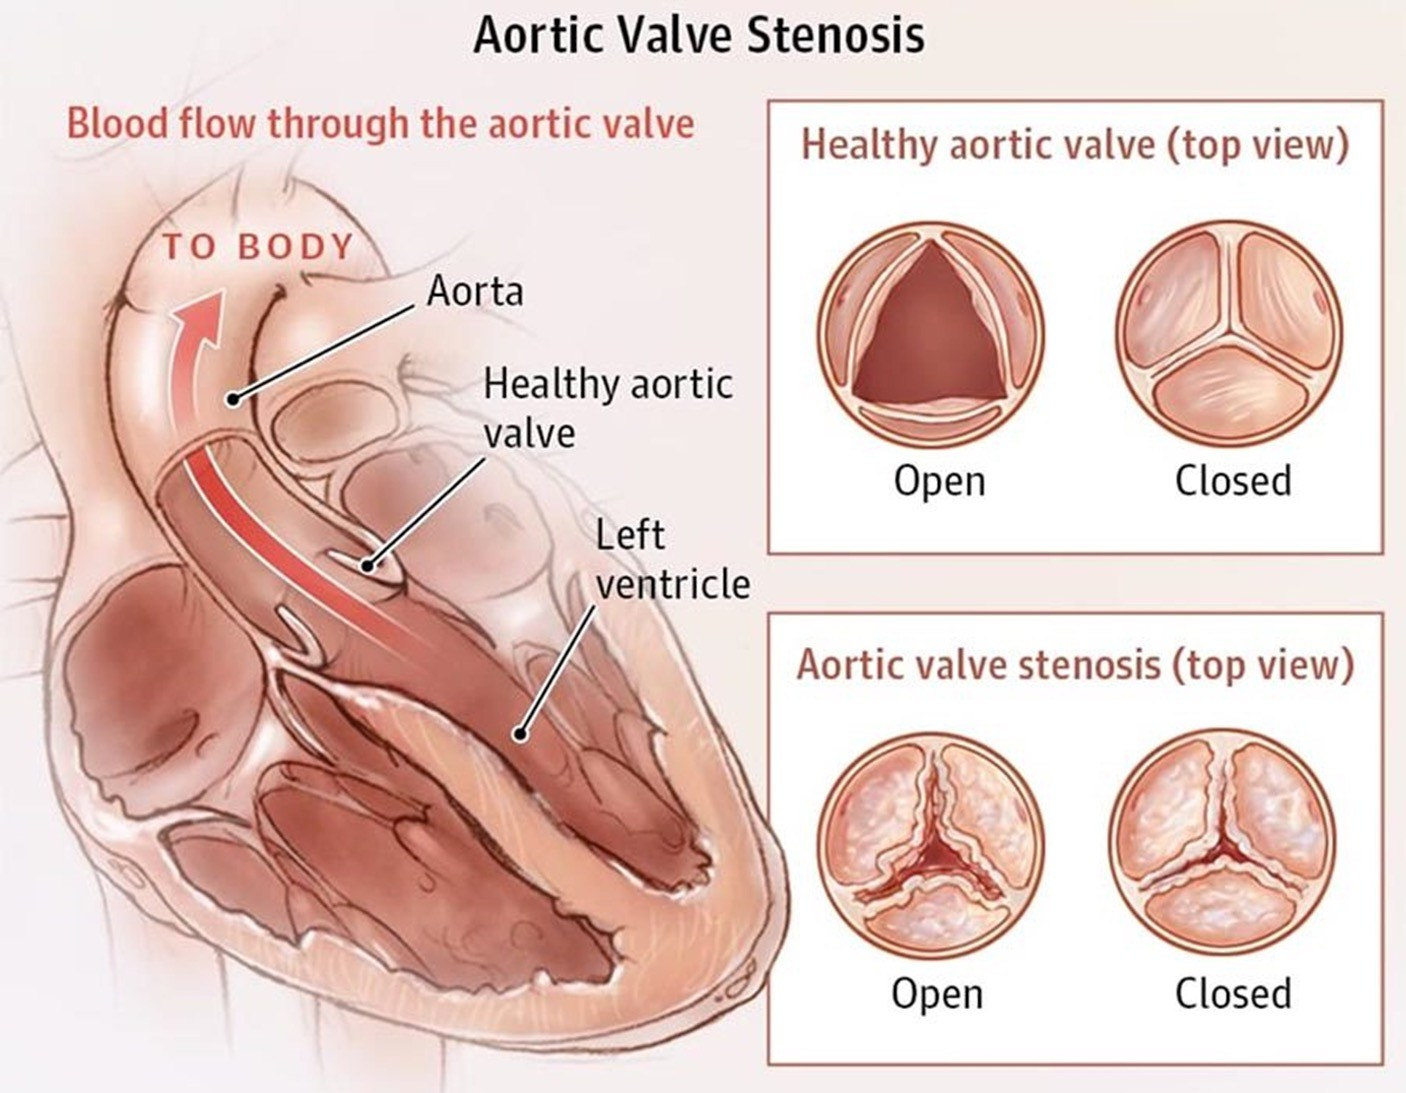 Aortic Valve Stenosis
Blood flow through the aortic valve
TO BODY
Aorta
Healthy aortic
valve
Left
ventricle
Healthy aortic valve (top view)
Open
Closed
Aortic valve stenosis (top view)
Open
Closed